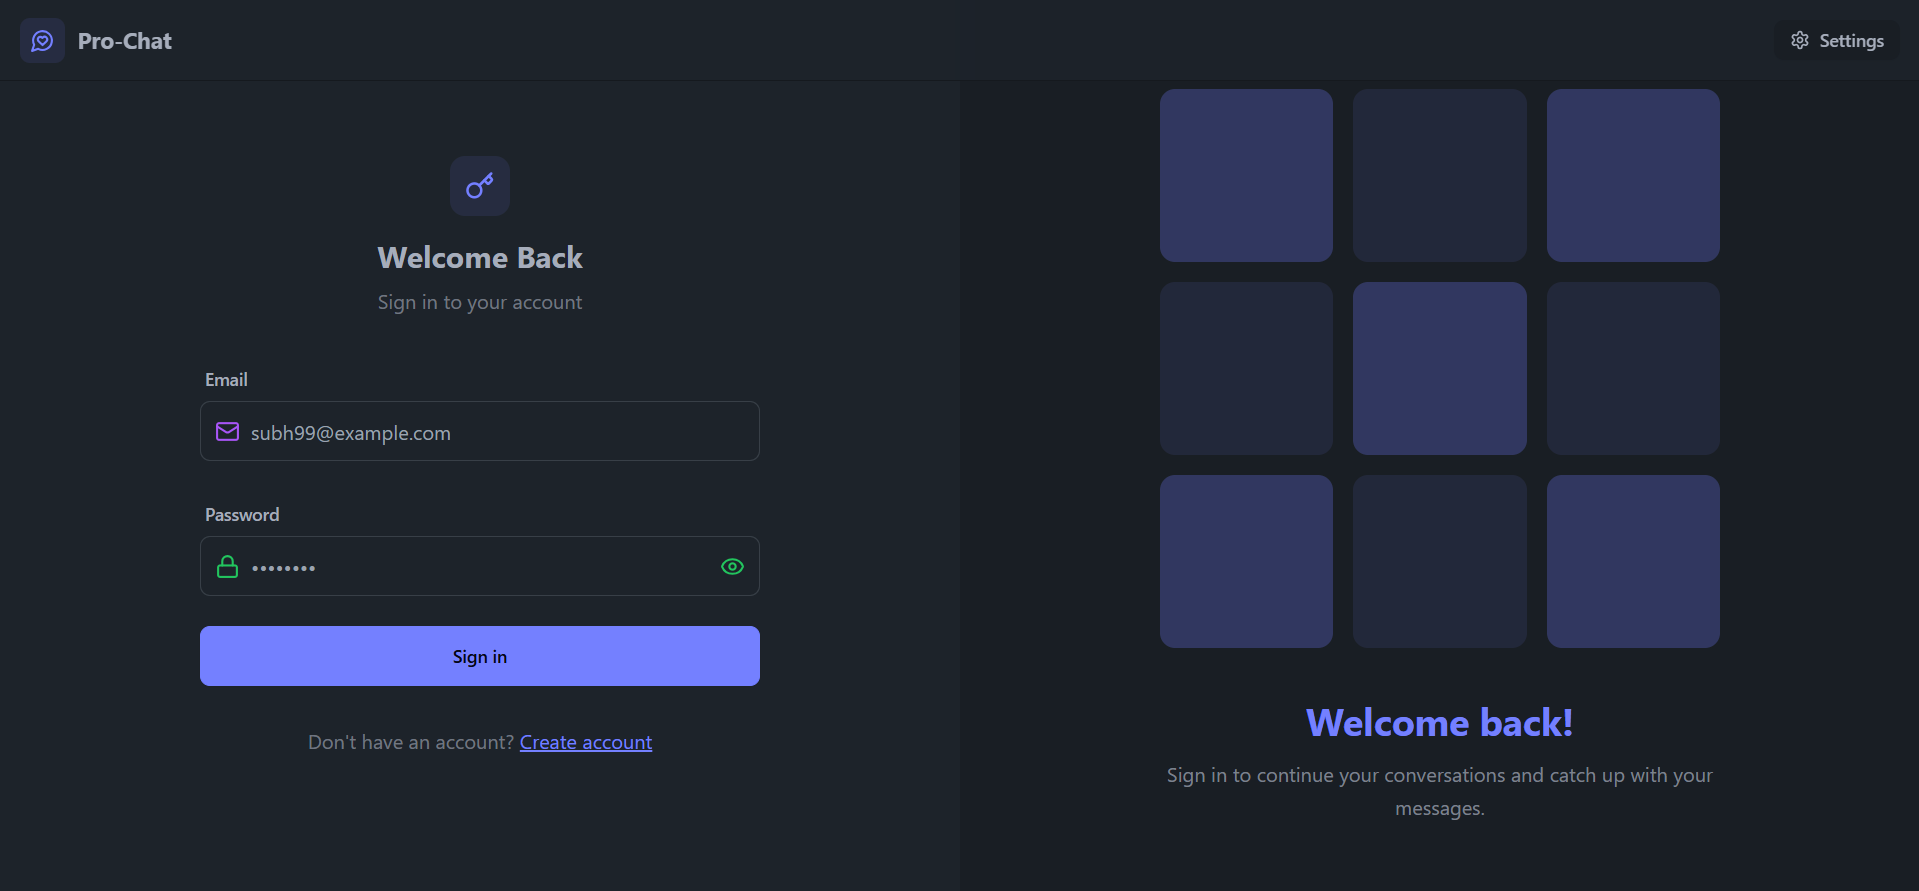 Pro-Chat
Settings
Welcome Back
Sign in to your account
Email
subh99@example.com
Password
••••••••
Sign in
Don't have an account? Create account
Welcome back!
Sign in to continue your conversations and catch up with your
messages.